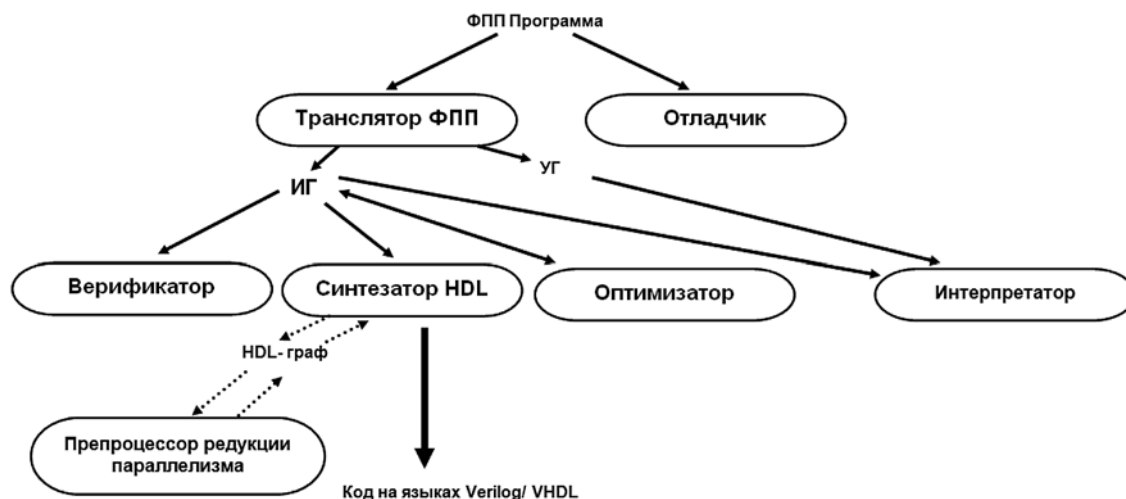 ФПП Программа
Транслятор ФПП
Отладчик
УГ
ИГ
Верификатор
Синтезатор HDL
Оптимизатор
Интерпретатор
HDL- граф
Препроцессор редукции
параллелизма
Код на языках Verilog/ VHDL